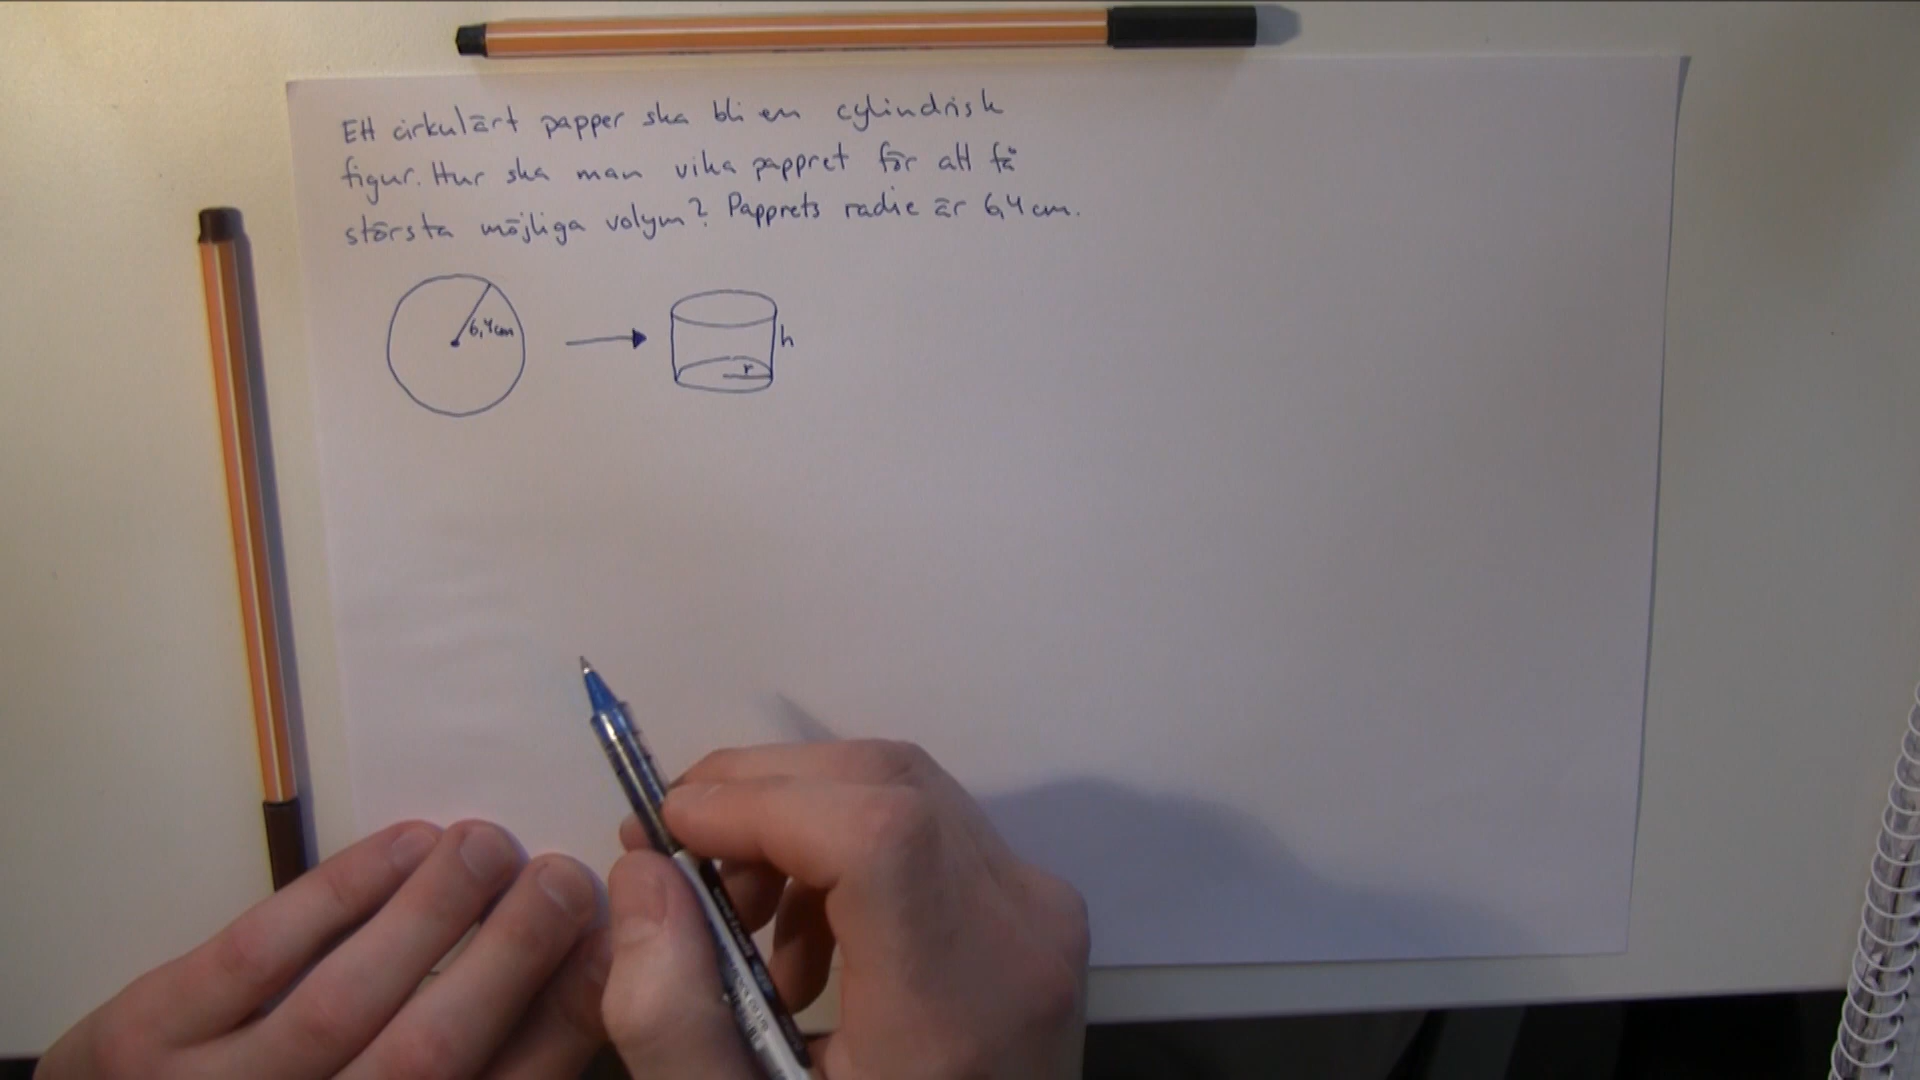 Ett cirkulärt papper ska bli en cylindrisk
figur. Hur ska man vika pappret för att få
största möjliga volym? Papprets radie är 6,4 cm.
6,4cm
h
r